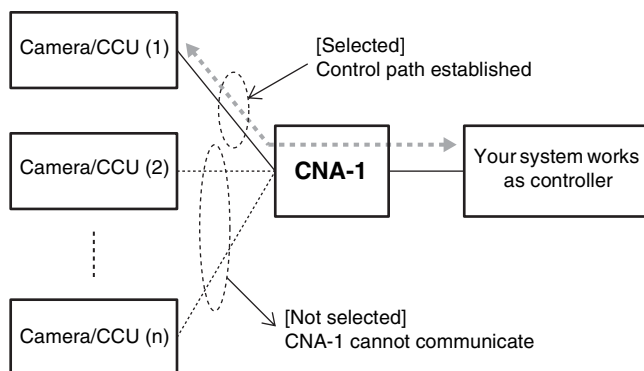 Camera/CCU (1)
[Selected]
Control path established
Camera/CCU (2)
CNA-1
Your system works
as controller
Camera/CCU (n)
[Not selected]
CNA-1 cannot communicate